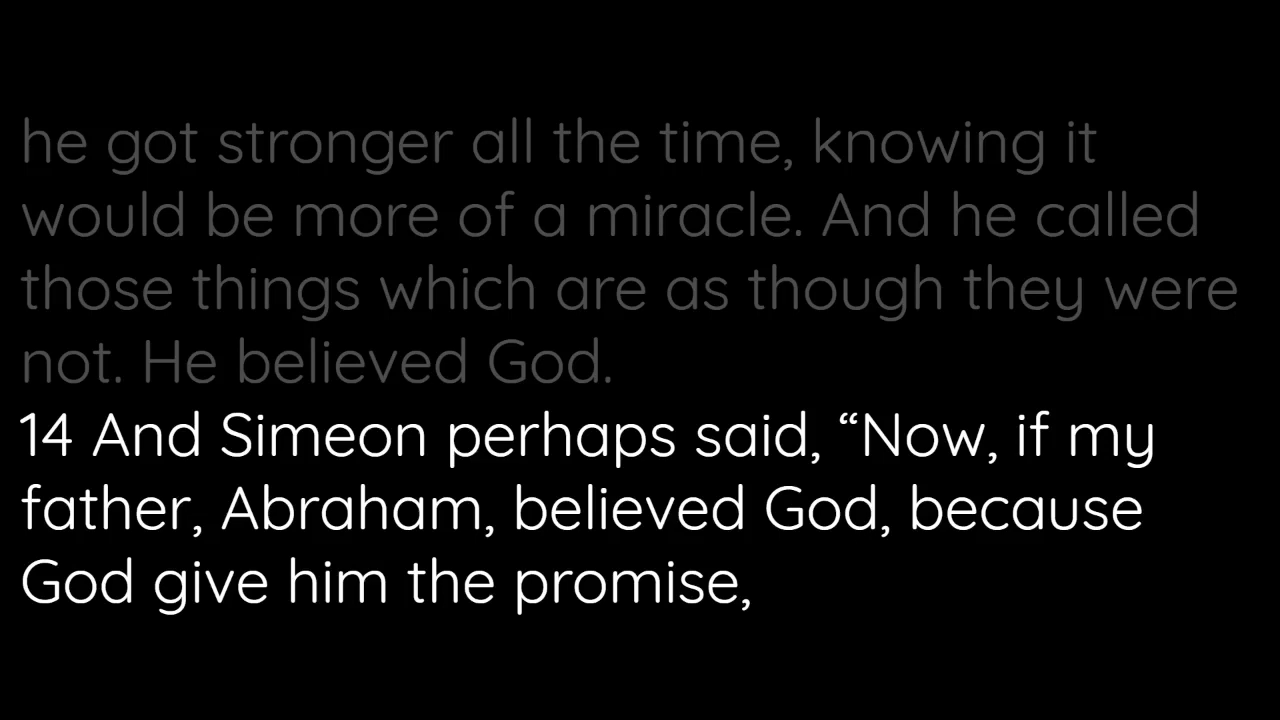 he got stronger all the time, knowing it
would be more of a miracle. And he called
those things which are as though they were
not. He believed God.
14 And Simeon perhaps said, “Now, if my
father, Abraham, believed God, because
God give him the promise,